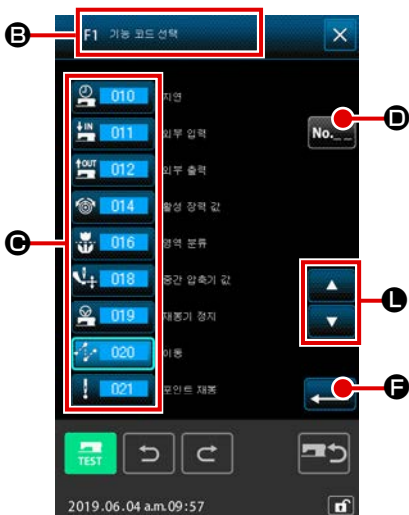 B
F1 기능 코드 선택
010 지연
D
IN 011 외부 입력
No._ _
OUT 012 외부 출력
014 활성 장력 값
C
016 영역 분류
018 중간 압축기 값
L
019 재봉기 정지
020 이동
021 포인트 재봉
F
TEST
2019.06.04 a.m.09:57